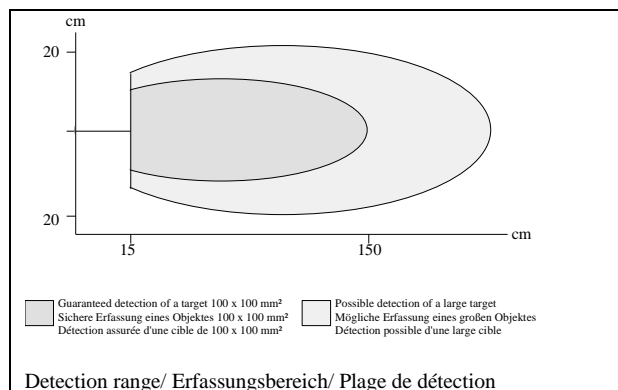 cm
20
20
15
150
cm
Guaranteed detection of a target 100 x 100 mm²
Sichere Erfassung eines Objektes 100 x 100 mm²
Détection assurée d'une cible de 100 x 100 mm²
Possible detection of a large target
Mögliche Erfassung eines großen Objektes
Détection possible d'une large cible
Detection range/ Erfassungsbereich/ Plage de détection